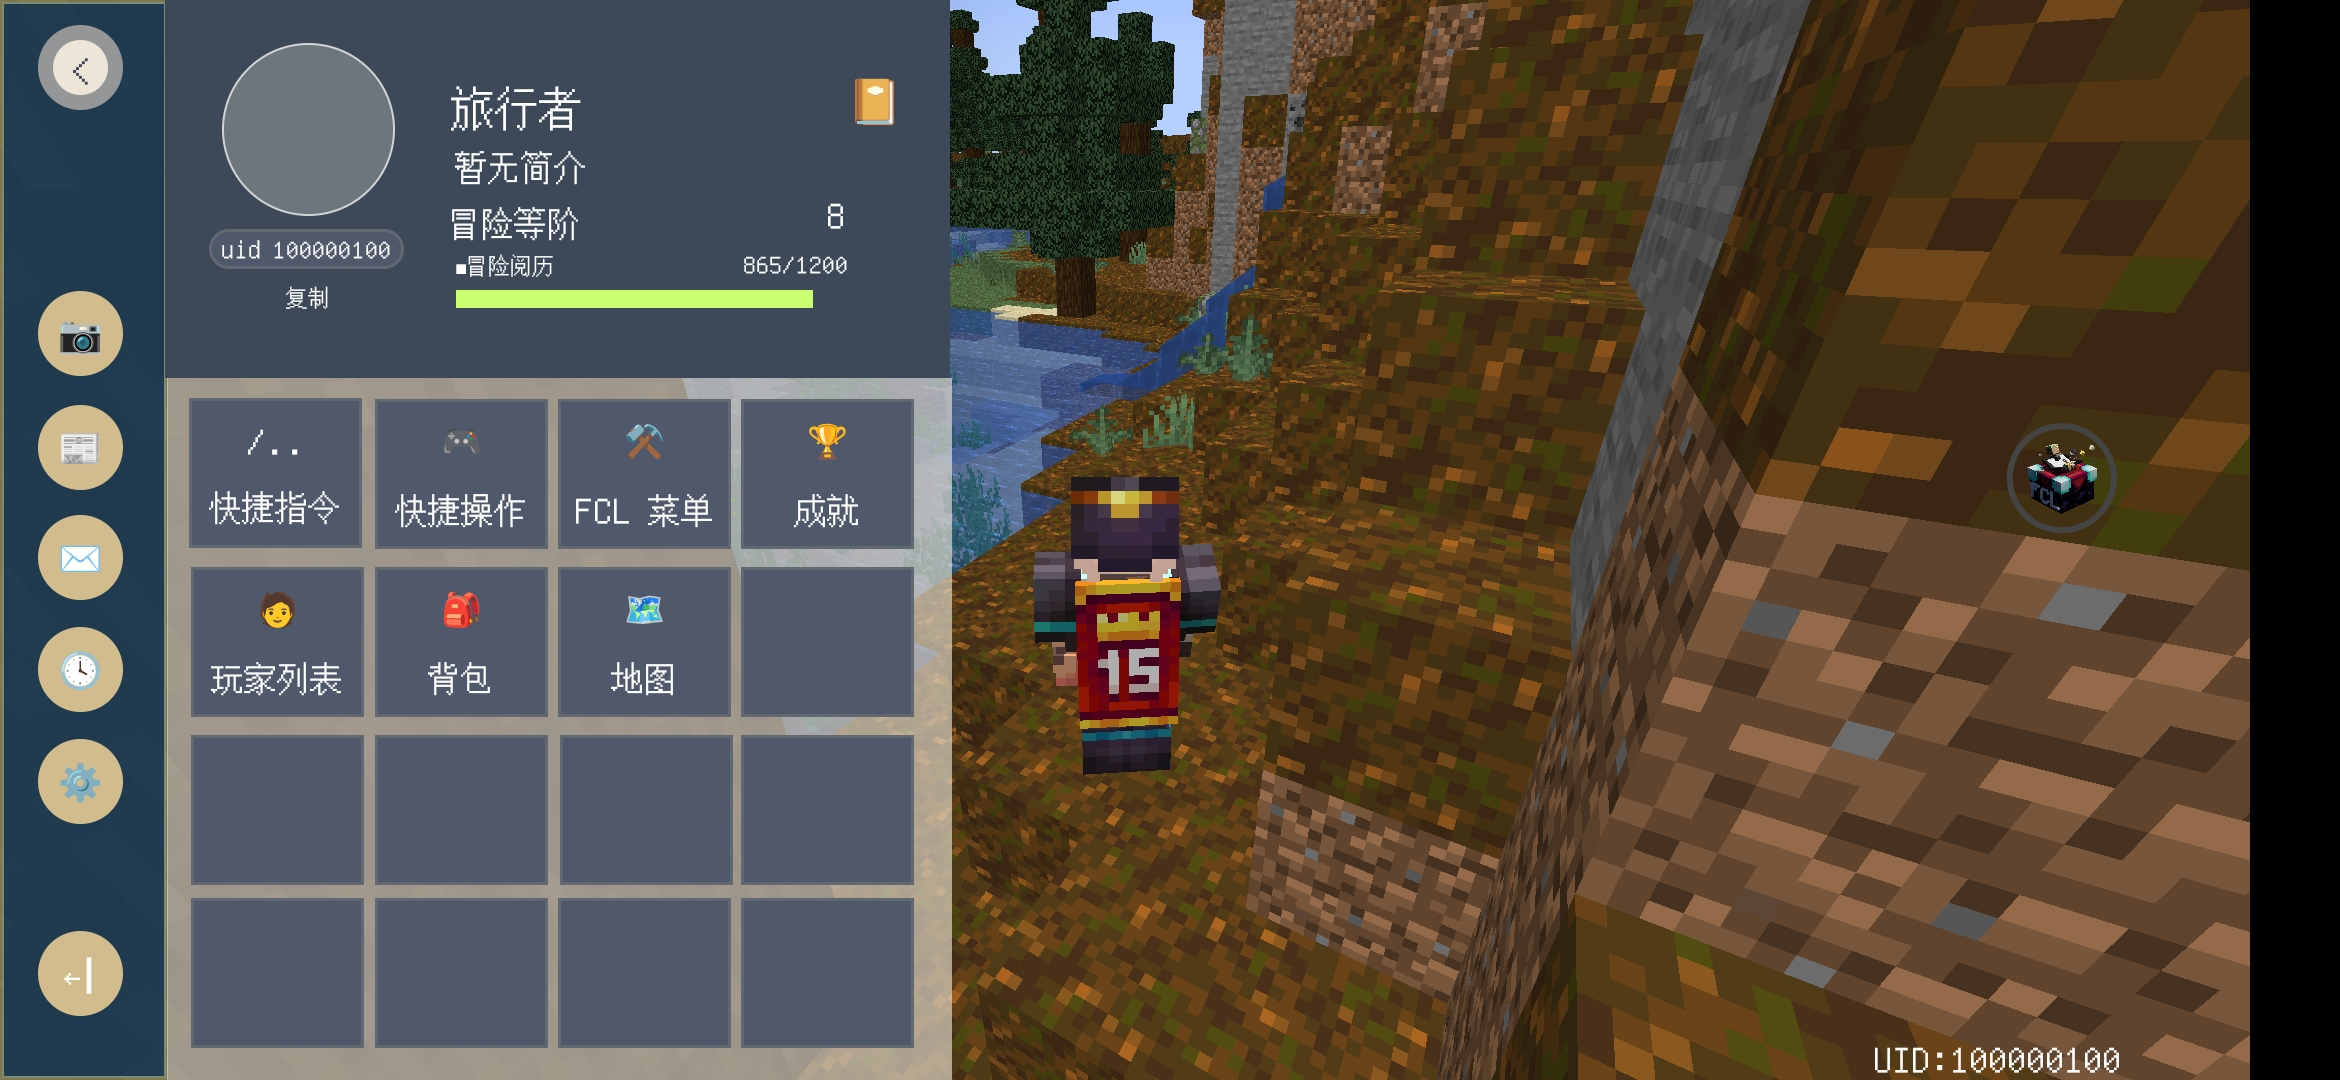 旅行者
暂无简介
冒险等阶 8
uid 100000100
■冒险阅历 865/1200
复制
/..
快捷指令
快捷操作
FCL 菜单
成就
玩家列表
背包
地图
15
FCL
UID:100000100